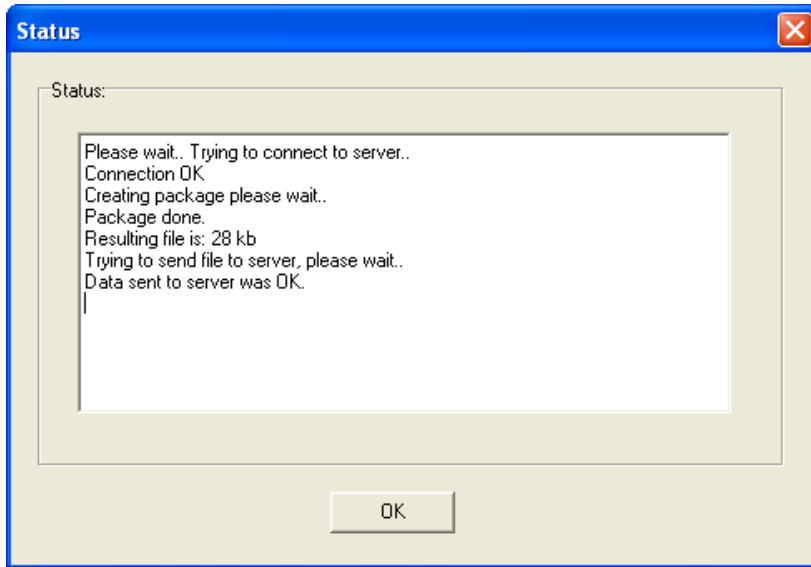 Status
Status:
Please wait.. Trying to connect to server..
Connection OK
Creating package please wait..
Package done.
Resulting file is: 28 kb
Trying to send file to server, please wait..
Data sent to server was OK.
OK